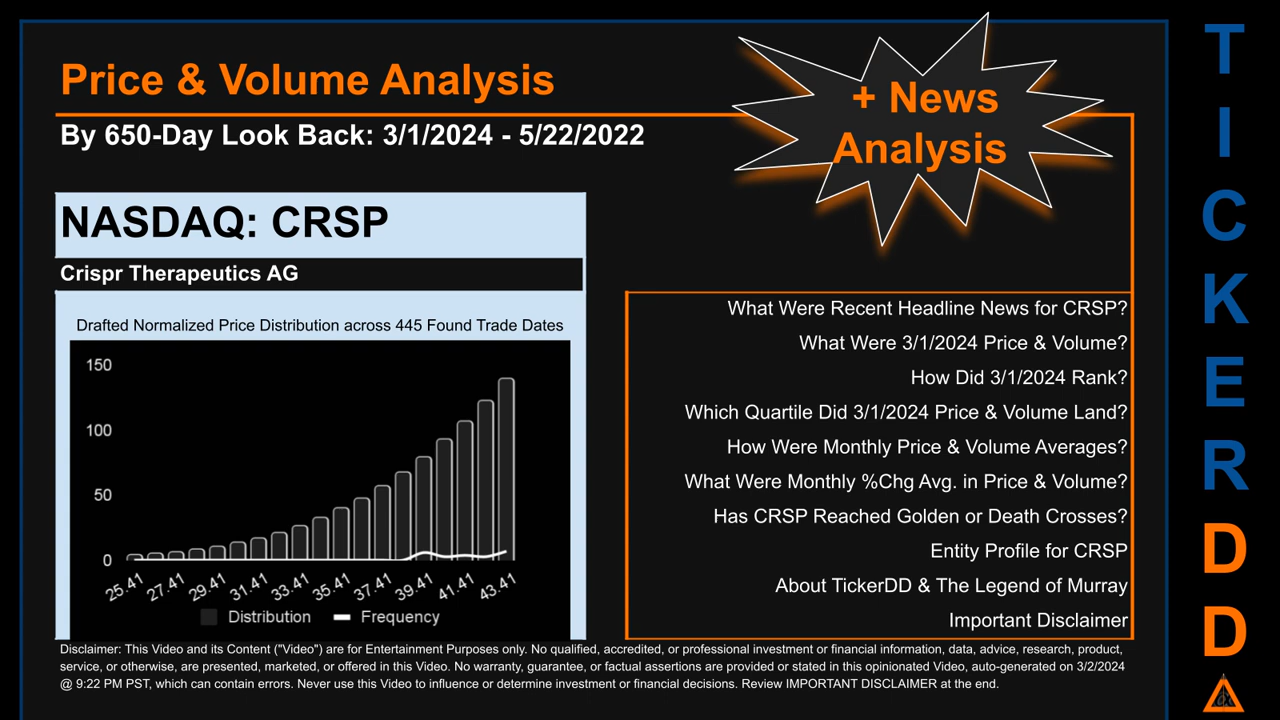 Price & Volume Analysis
By 650-Day Look Back: 3/1/2024 - 5/22/2022
+ News
Analysis
NASDAQ: CRSP
Crispr Therapeutics AG
Drafted Normalized Price Distribution across 445 Found Trade Dates
150
100
50
0
25.41 27.41 29.41 31.41 33.41 35.41 37.41 39.41 41.41 43.41
Distribution Frequency
What Were Recent Headline News for CRSP?
What Were 3/1/2024 Price & Volume?
How Did 3/1/2024 Rank?
Which Quartile Did 3/1/2024 Price & Volume Land?
How Were Monthly Price & Volume Averages?
What Were Monthly %Chg Avg. in Price & Volume?
Has CRSP Reached Golden or Death Crosses?
Entity Profile for CRSP
About TickerDD & The Legend of Murray
Important Disclaimer
Disclaimer: This Video and its Content ("Video") are for Entertainment Purposes only. No qualified, accredited, or professional investment or financial information, data, advice, research, product,
service, or otherwise, are presented, marketed, or offered in this Video. No warranty, guarantee, or factual assertions are provided or stated in this opinionated Video, auto-generated on 3/2/2024
@ 9:22 PM PST, which can contain errors. Never use this Video to influence or determine investment or financial decisions. Review IMPORTANT DISCLAIMER at the end.
T
I
C
K
E
R
D
D